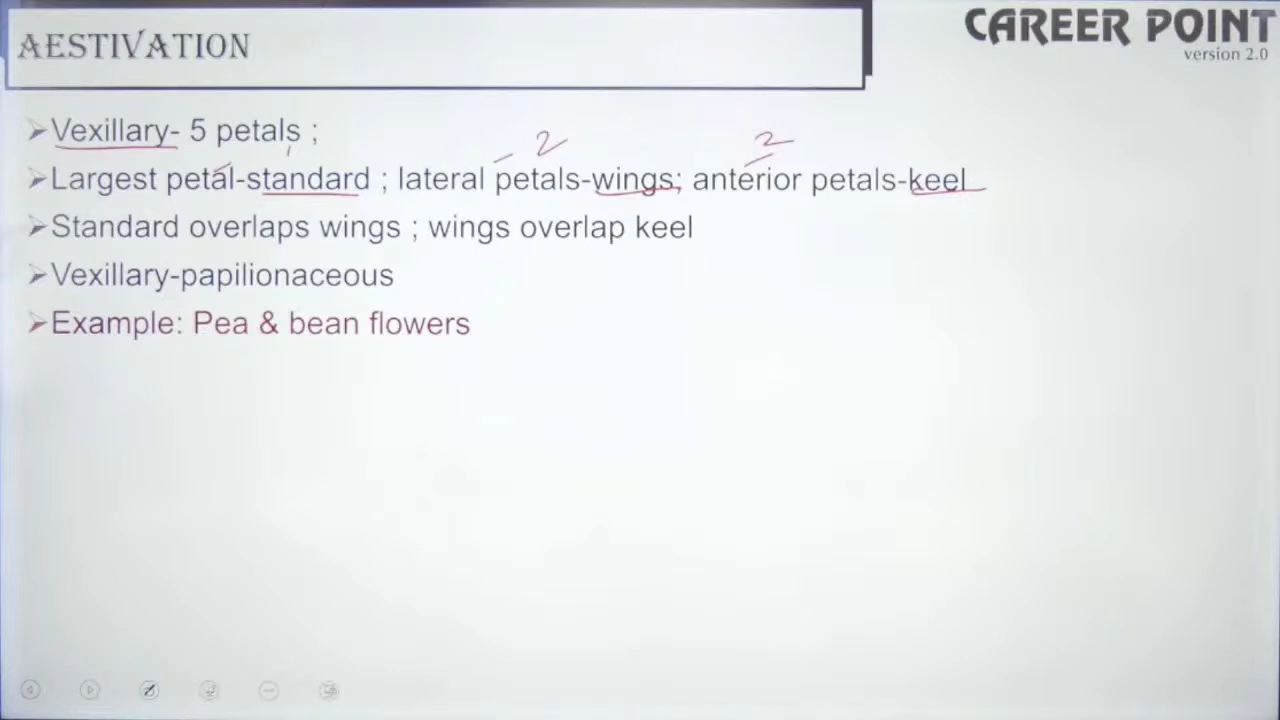 AESTIVATION
CAREER POINT
version 2.0
➢Vexillary- 5 petals ;
2 2
➢Largest petal-standard ; lateral petals-wings; anterior petals-keel
➢Standard overlaps wings ; wings overlap keel
➢Vexillary-papilionaceous
➢Example: Pea & bean flowers